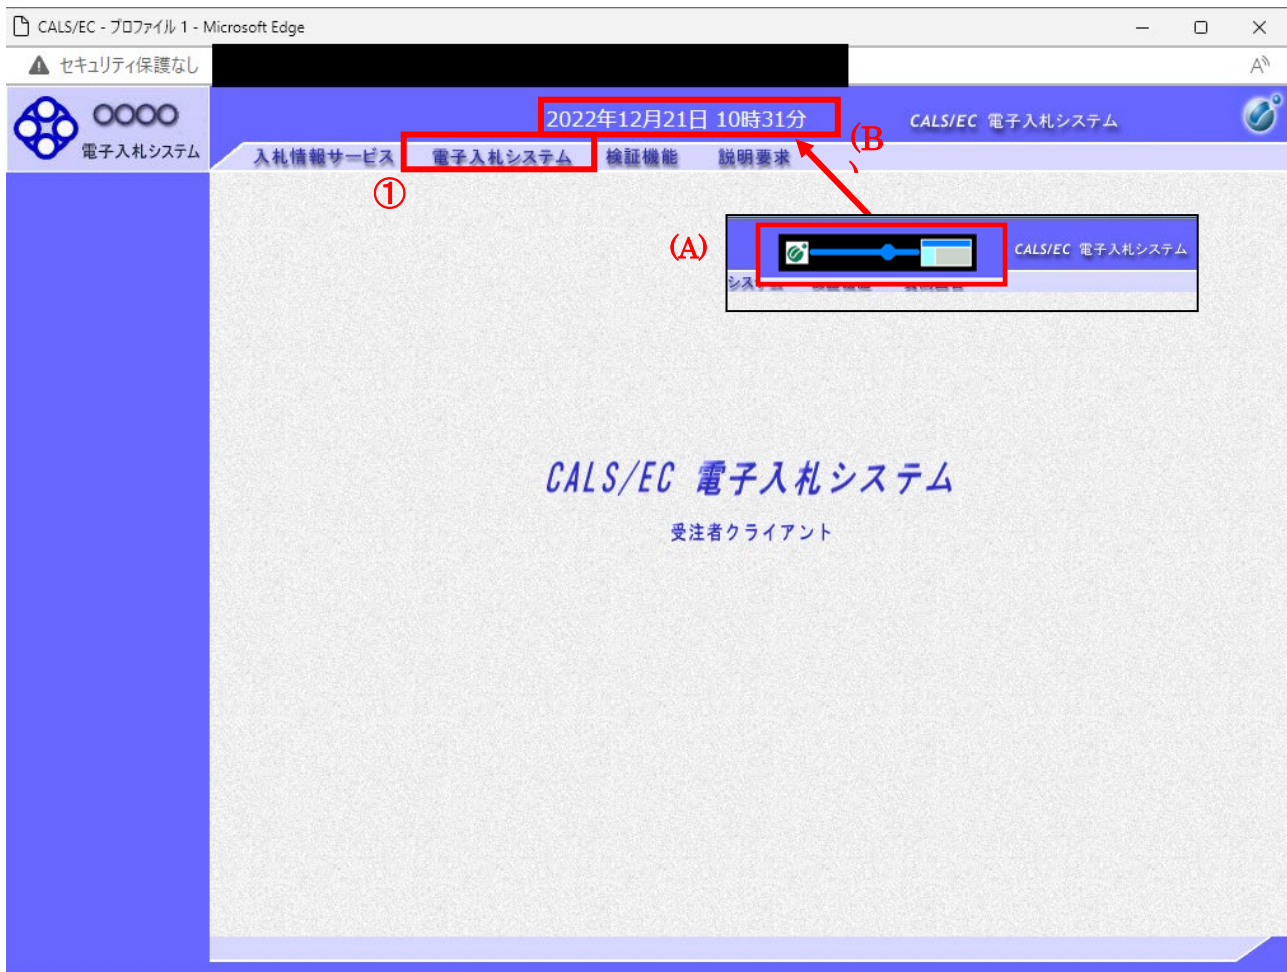 CALS/EC - プロファイル 1 - Microsoft Edge
セキュリティ保護なし
○○○○
電子入札システム
2022年12月21日 10時31分
CALS/EC 電子入札システム
(B
)
入札情報サービス 電子入札システム 検証機能 説明要求
①
(A)
CALS/EC 電子入札システム
CALS/EC 電子入札システム
受注者クライアント